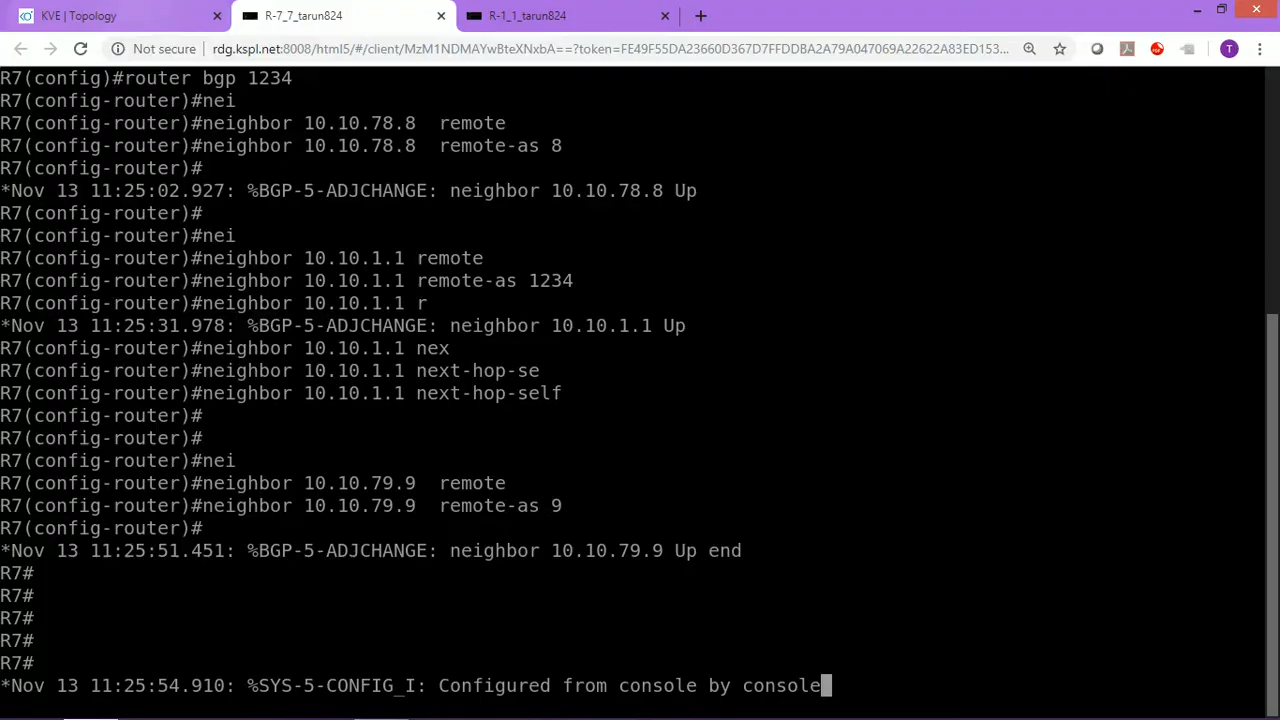 KVE | Topology
R-7_7_tarun824
R-1_1_tarun824
Not secure
rdg.kspl.net:8008/html5/#/client/MzM1NDMAYwBteXNxbA==?token=FE49F55DA23660D367D7FFDDBA2A79A047069A22622A83ED153...
T
R7(config)#router bgp 1234
R7(config-router)#nei
R7(config-router)#neighbor 10.10.78.8  remote
R7(config-router)#neighbor 10.10.78.8  remote-as 8
R7(config-router)#
*Nov 13 11:25:02.927: %BGP-5-ADJCHANGE: neighbor 10.10.78.8 Up
R7(config-router)#
R7(config-router)#nei
R7(config-router)#neighbor 10.10.1.1 remote
R7(config-router)#neighbor 10.10.1.1 remote-as 1234
R7(config-router)#neighbor 10.10.1.1 r
*Nov 13 11:25:31.978: %BGP-5-ADJCHANGE: neighbor 10.10.1.1 Up
R7(config-router)#neighbor 10.10.1.1 nex
R7(config-router)#neighbor 10.10.1.1 next-hop-se
R7(config-router)#neighbor 10.10.1.1 next-hop-self
R7(config-router)#
R7(config-router)#
R7(config-router)#nei
R7(config-router)#neighbor 10.10.79.9  remote
R7(config-router)#neighbor 10.10.79.9  remote-as 9
R7(config-router)#
*Nov 13 11:25:51.451: %BGP-5-ADJCHANGE: neighbor 10.10.79.9 Up end
R7#
R7#
R7#
R7#
R7#
*Nov 13 11:25:54.910: %SYS-5-CONFIG_I: Configured from console by console